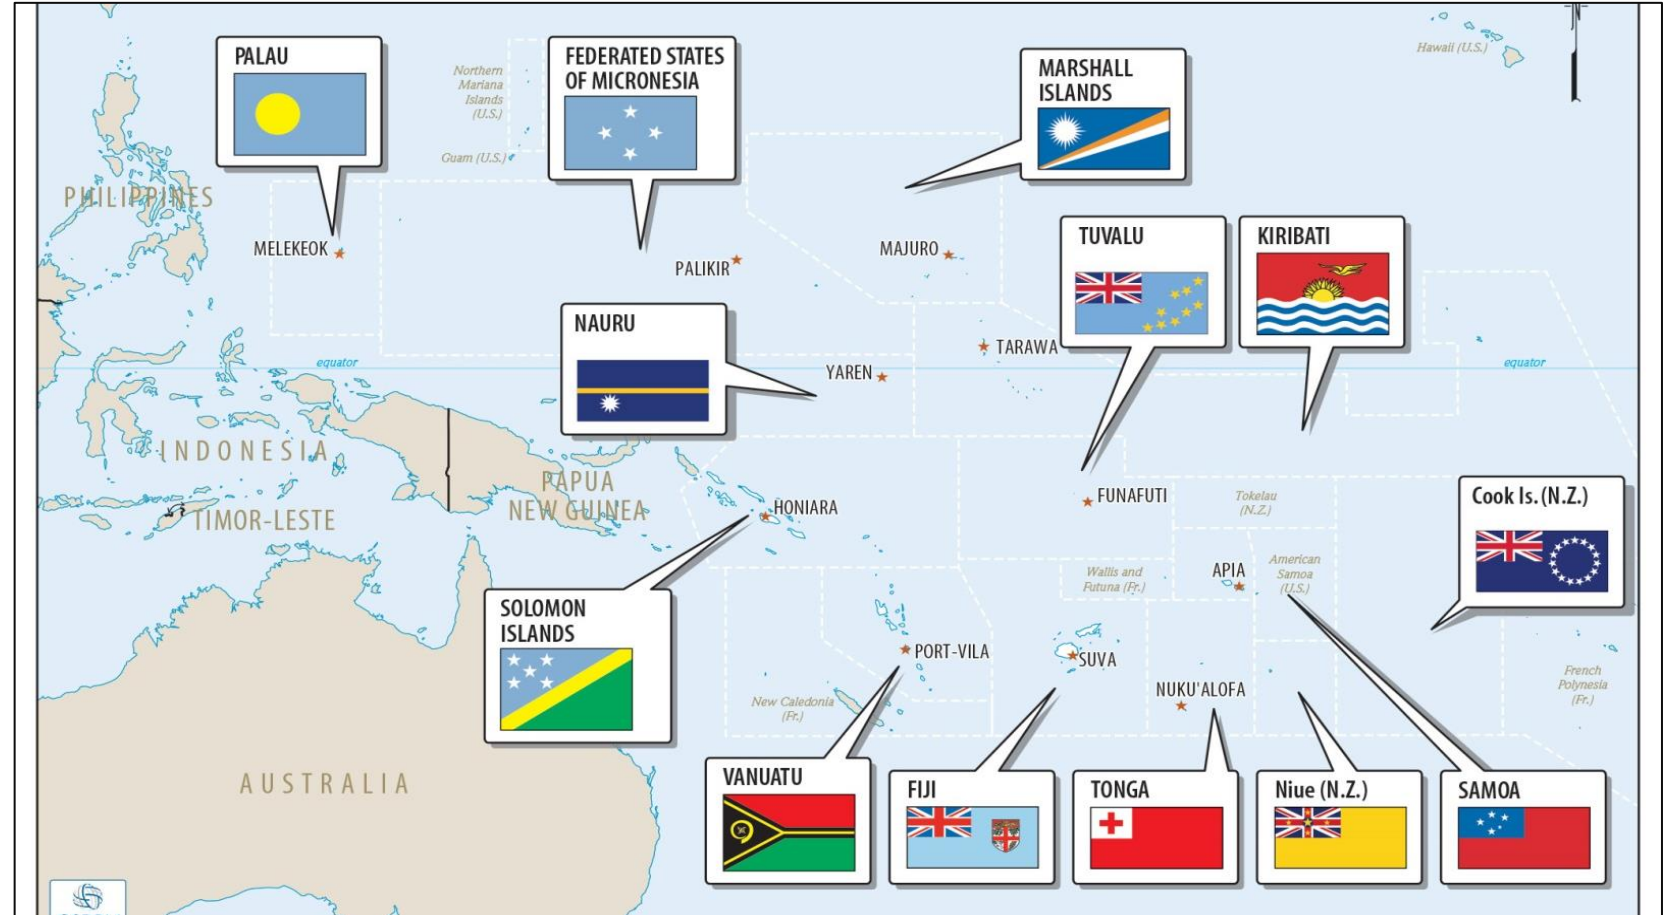 Hawaii (U.S.)
PALAU
FEDERATED STATES
OF MICRONESIA
MARSHALL
ISLANDS
Northern
Mariana
Islands
(U.S.)
Guam (U.S.)
PHILIPPINES
MELEKEOK
PALIKIR
MAJURO
TUVALU
KIRIBATI
NAURU
TARAWA
YAREN
equator
equator
INDONESIA
PAPUA
NEW GUINEA
TIMOR-LESTE
HONIARA
FUNAFUTI
Tokelau
(N.Z.)
Cook Is.(N.Z.)
Wallis and
Futuna (Fr.)
APIA
American
Samoa
(U.S.)
SOLOMON
ISLANDS
PORT-VILA
SUVA
NUKU'ALOFA
New Caledonia
(Fr.)
French
Polynesia
(Fr.)
AUSTRALIA
VANUATU
FIJI
TONGA
Niue (N.Z.)
SAMOA